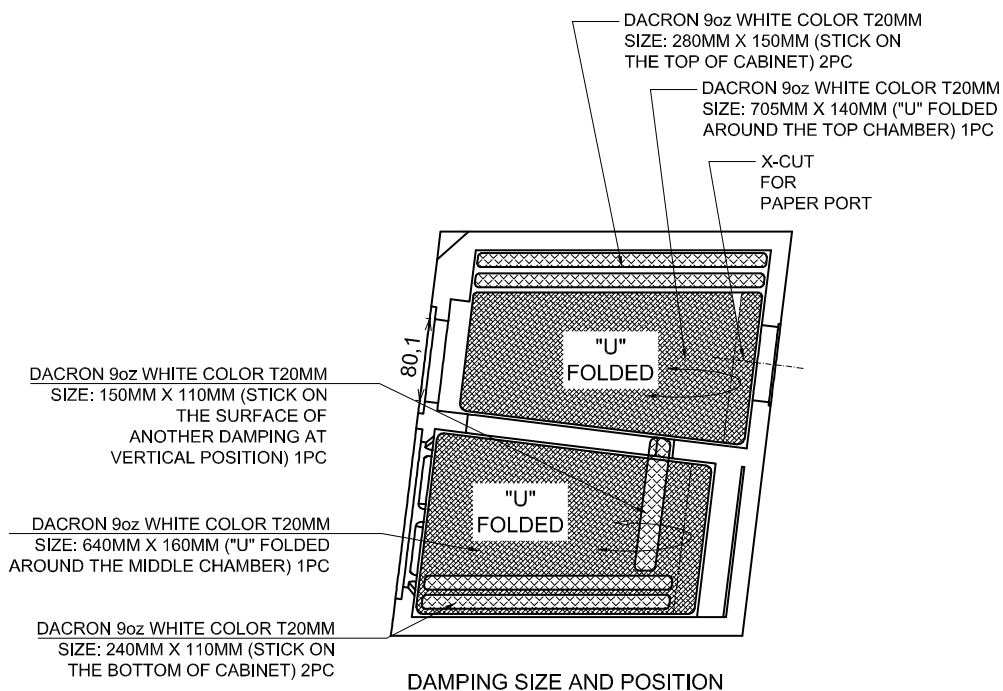 DACRON 9oz WHITE COLOR T20MM
SIZE: 280MM X 150MM (STICK ON
THE TOP OF CABINET) 2PC
DACRON 9oz WHITE COLOR T20MM
SIZE: 705MM X 140MM ("U" FOLDED
AROUND THE TOP CHAMBER) 1PC
X-CUT
FOR
PAPER PORT
80,1
"U"
FOLDED
DACRON 9oz WHITE COLOR T20MM
SIZE: 150MM X 110MM (STICK ON
THE SURFACE OF
ANOTHER DAMPING AT
VERTICAL POSITION) 1PC
"U"
FOLDED
DACRON 9oz WHITE COLOR T20MM
SIZE: 640MM X 160MM ("U" FOLDED
AROUND THE MIDDLE CHAMBER) 1PC
DACRON 9oz WHITE COLOR T20MM
SIZE: 240MM X 110MM (STICK ON
THE BOTTOM OF CABINET) 2PC
DAMPING SIZE AND POSITION